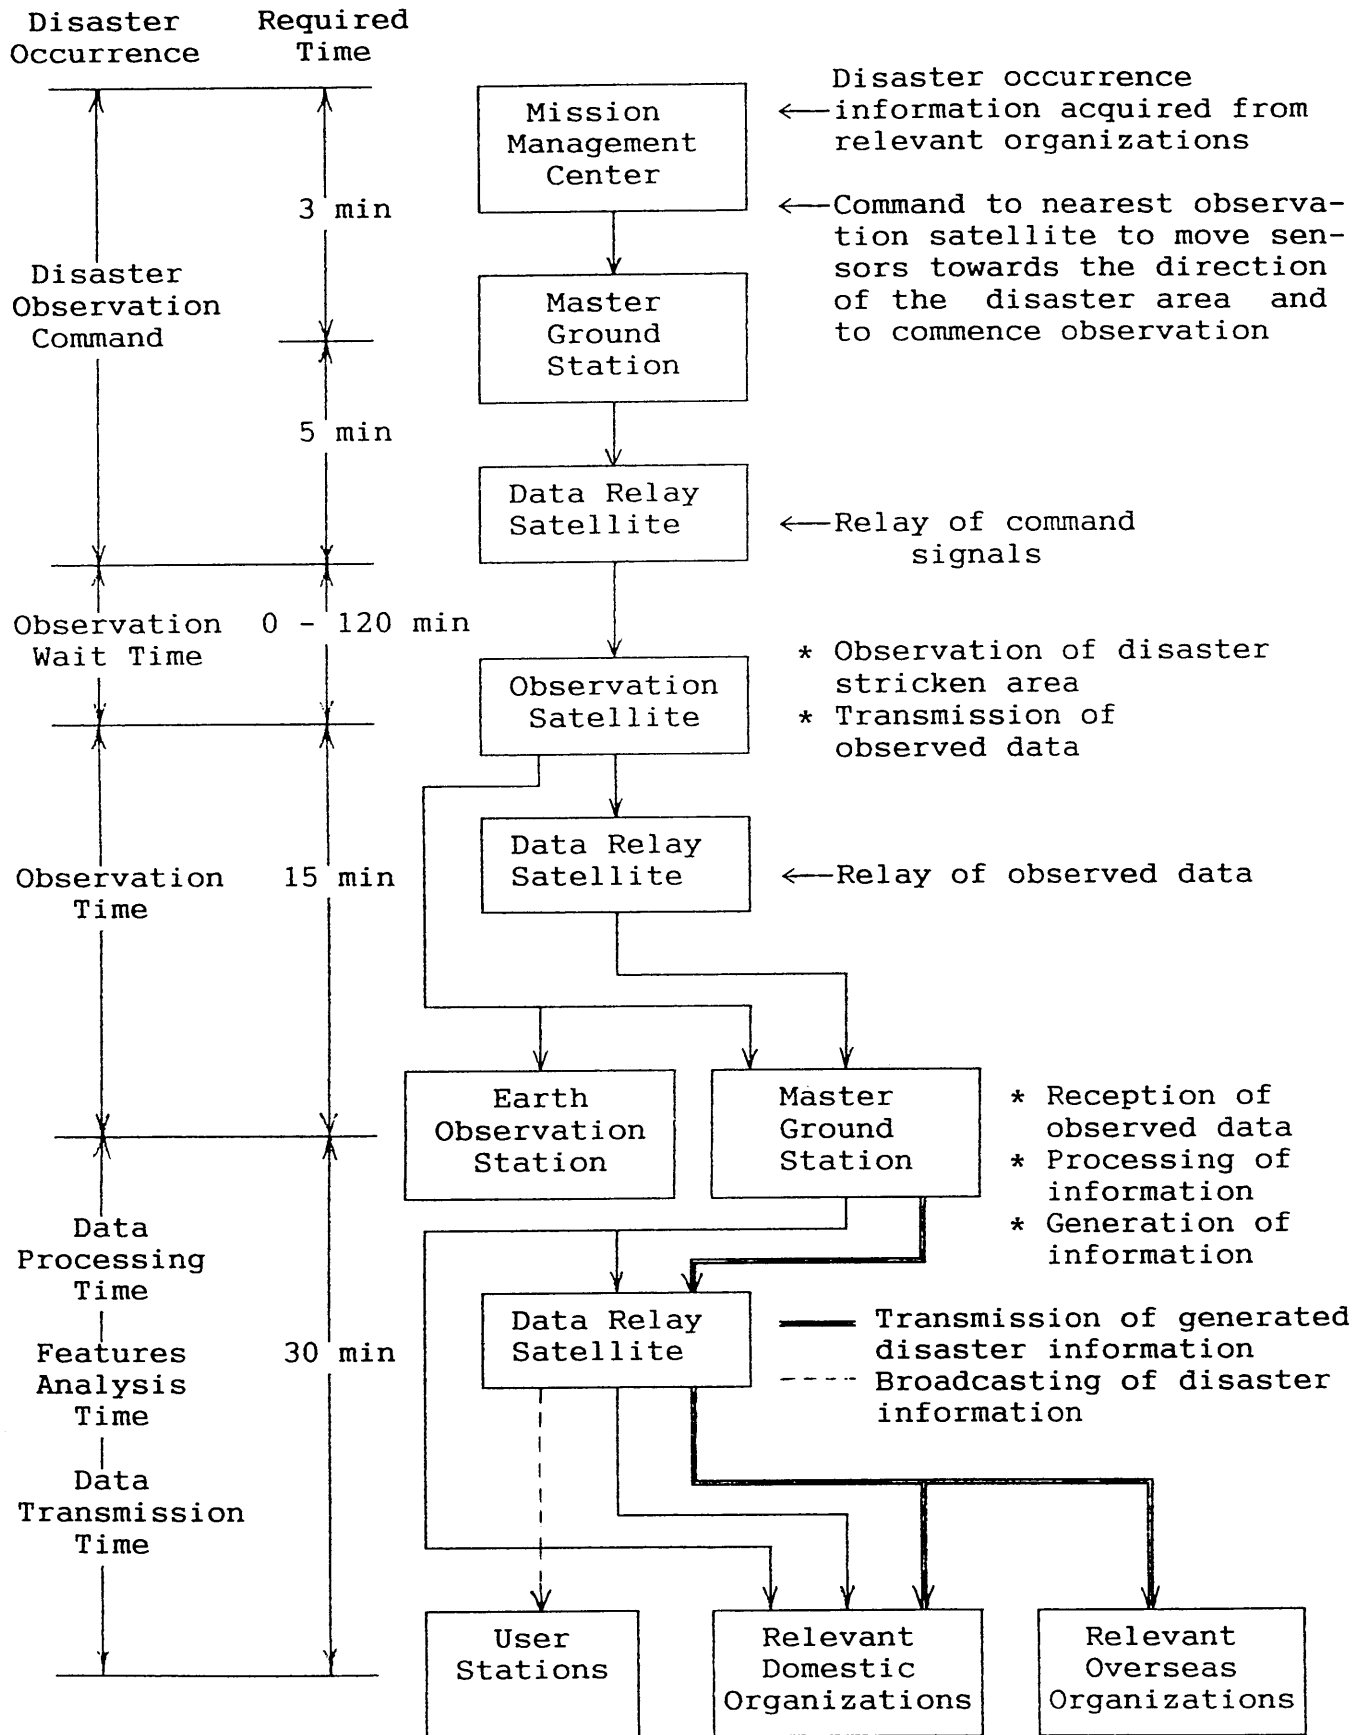 Disaster
Occurrence
Required
Time
Disaster occurrence
information acquired from
relevant organizations
Mission
Management
Center
3 min
Command to nearest observa-
tion satellite to move sen-
sors towards the direction
of the disaster area and
to commence observation
Disaster
Observation
Command
Master
Ground
Station
5 min
Data Relay
Satellite
Relay of command
signals
Observation
Wait Time
0 - 120 min
Observation
Satellite
* Observation of disaster
stricken area
* Transmission of
observed data
Data Relay
Satellite
Relay of observed data
Observation
Time
15 min
Earth
Observation
Station
Master
Ground
Station
* Reception of
observed data
* Processing of
information
* Generation of
information
Data
Processing
Time
Features
Analysis
Time
Data
Transmission
Time
30 min
Data Relay
Satellite
Transmission of generated
disaster information
Broadcasting of disaster
information
User
Stations
Relevant
Domestic
Organizations
Relevant
Overseas
Organizations